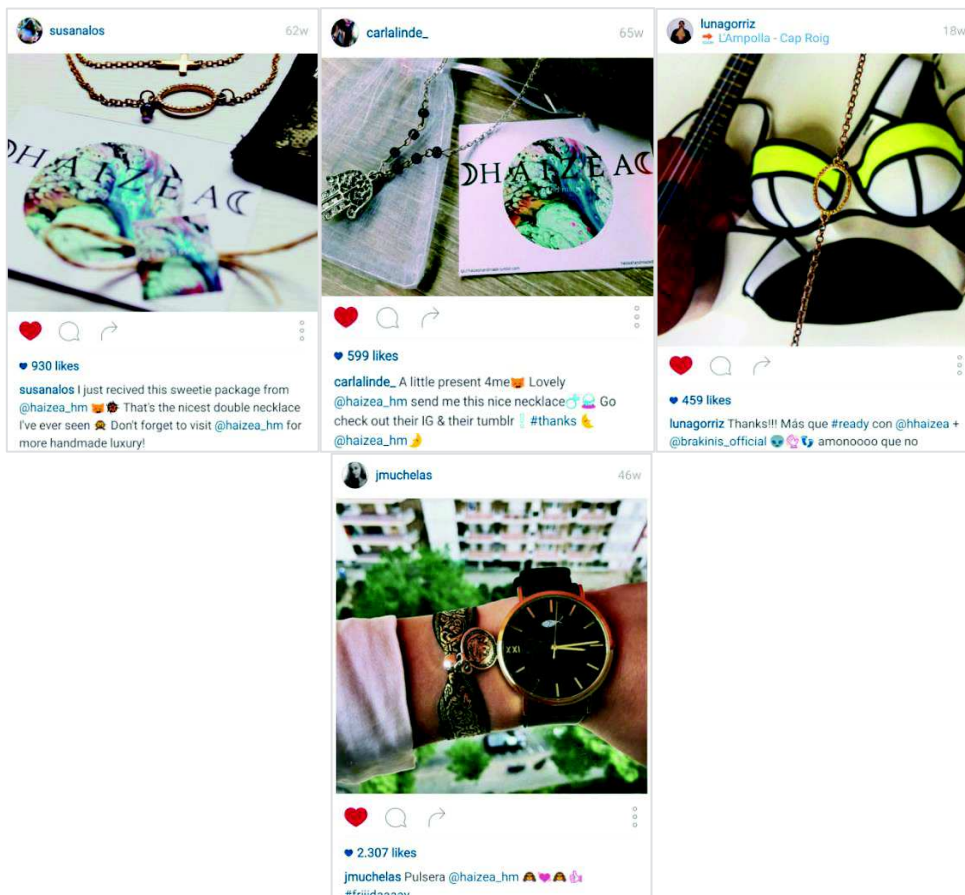 susanalos
62w
HAIZEA
930 likes
susanalos I just recived this sweetie package from
@haizea_hm That's the nicest double necklace
I've ever seen Don't forget to visit @haizea_hm for
more handmade luxury!
carlalinde_
65w
HAIZEA
599 likes
carlalinde_ A little present 4me Lovely
@haizea_hm send me this nice necklace Go
check out their IG & their tumblr #thanks
@haizea_hm
lunagorriz
L'Ampolla - Cap Roig
18w
459 likes
lunagorriz Thanks!!! Más que #ready con @hhaizea +
@brakinis_official amonoooo que no
jmuchelas
46w
XXI
2.307 likes
jmuchelas Pulsera @haizea_hm